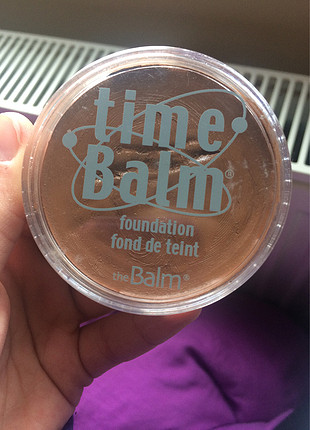 time
Balm®
foundation
fond de teint
theBalm®